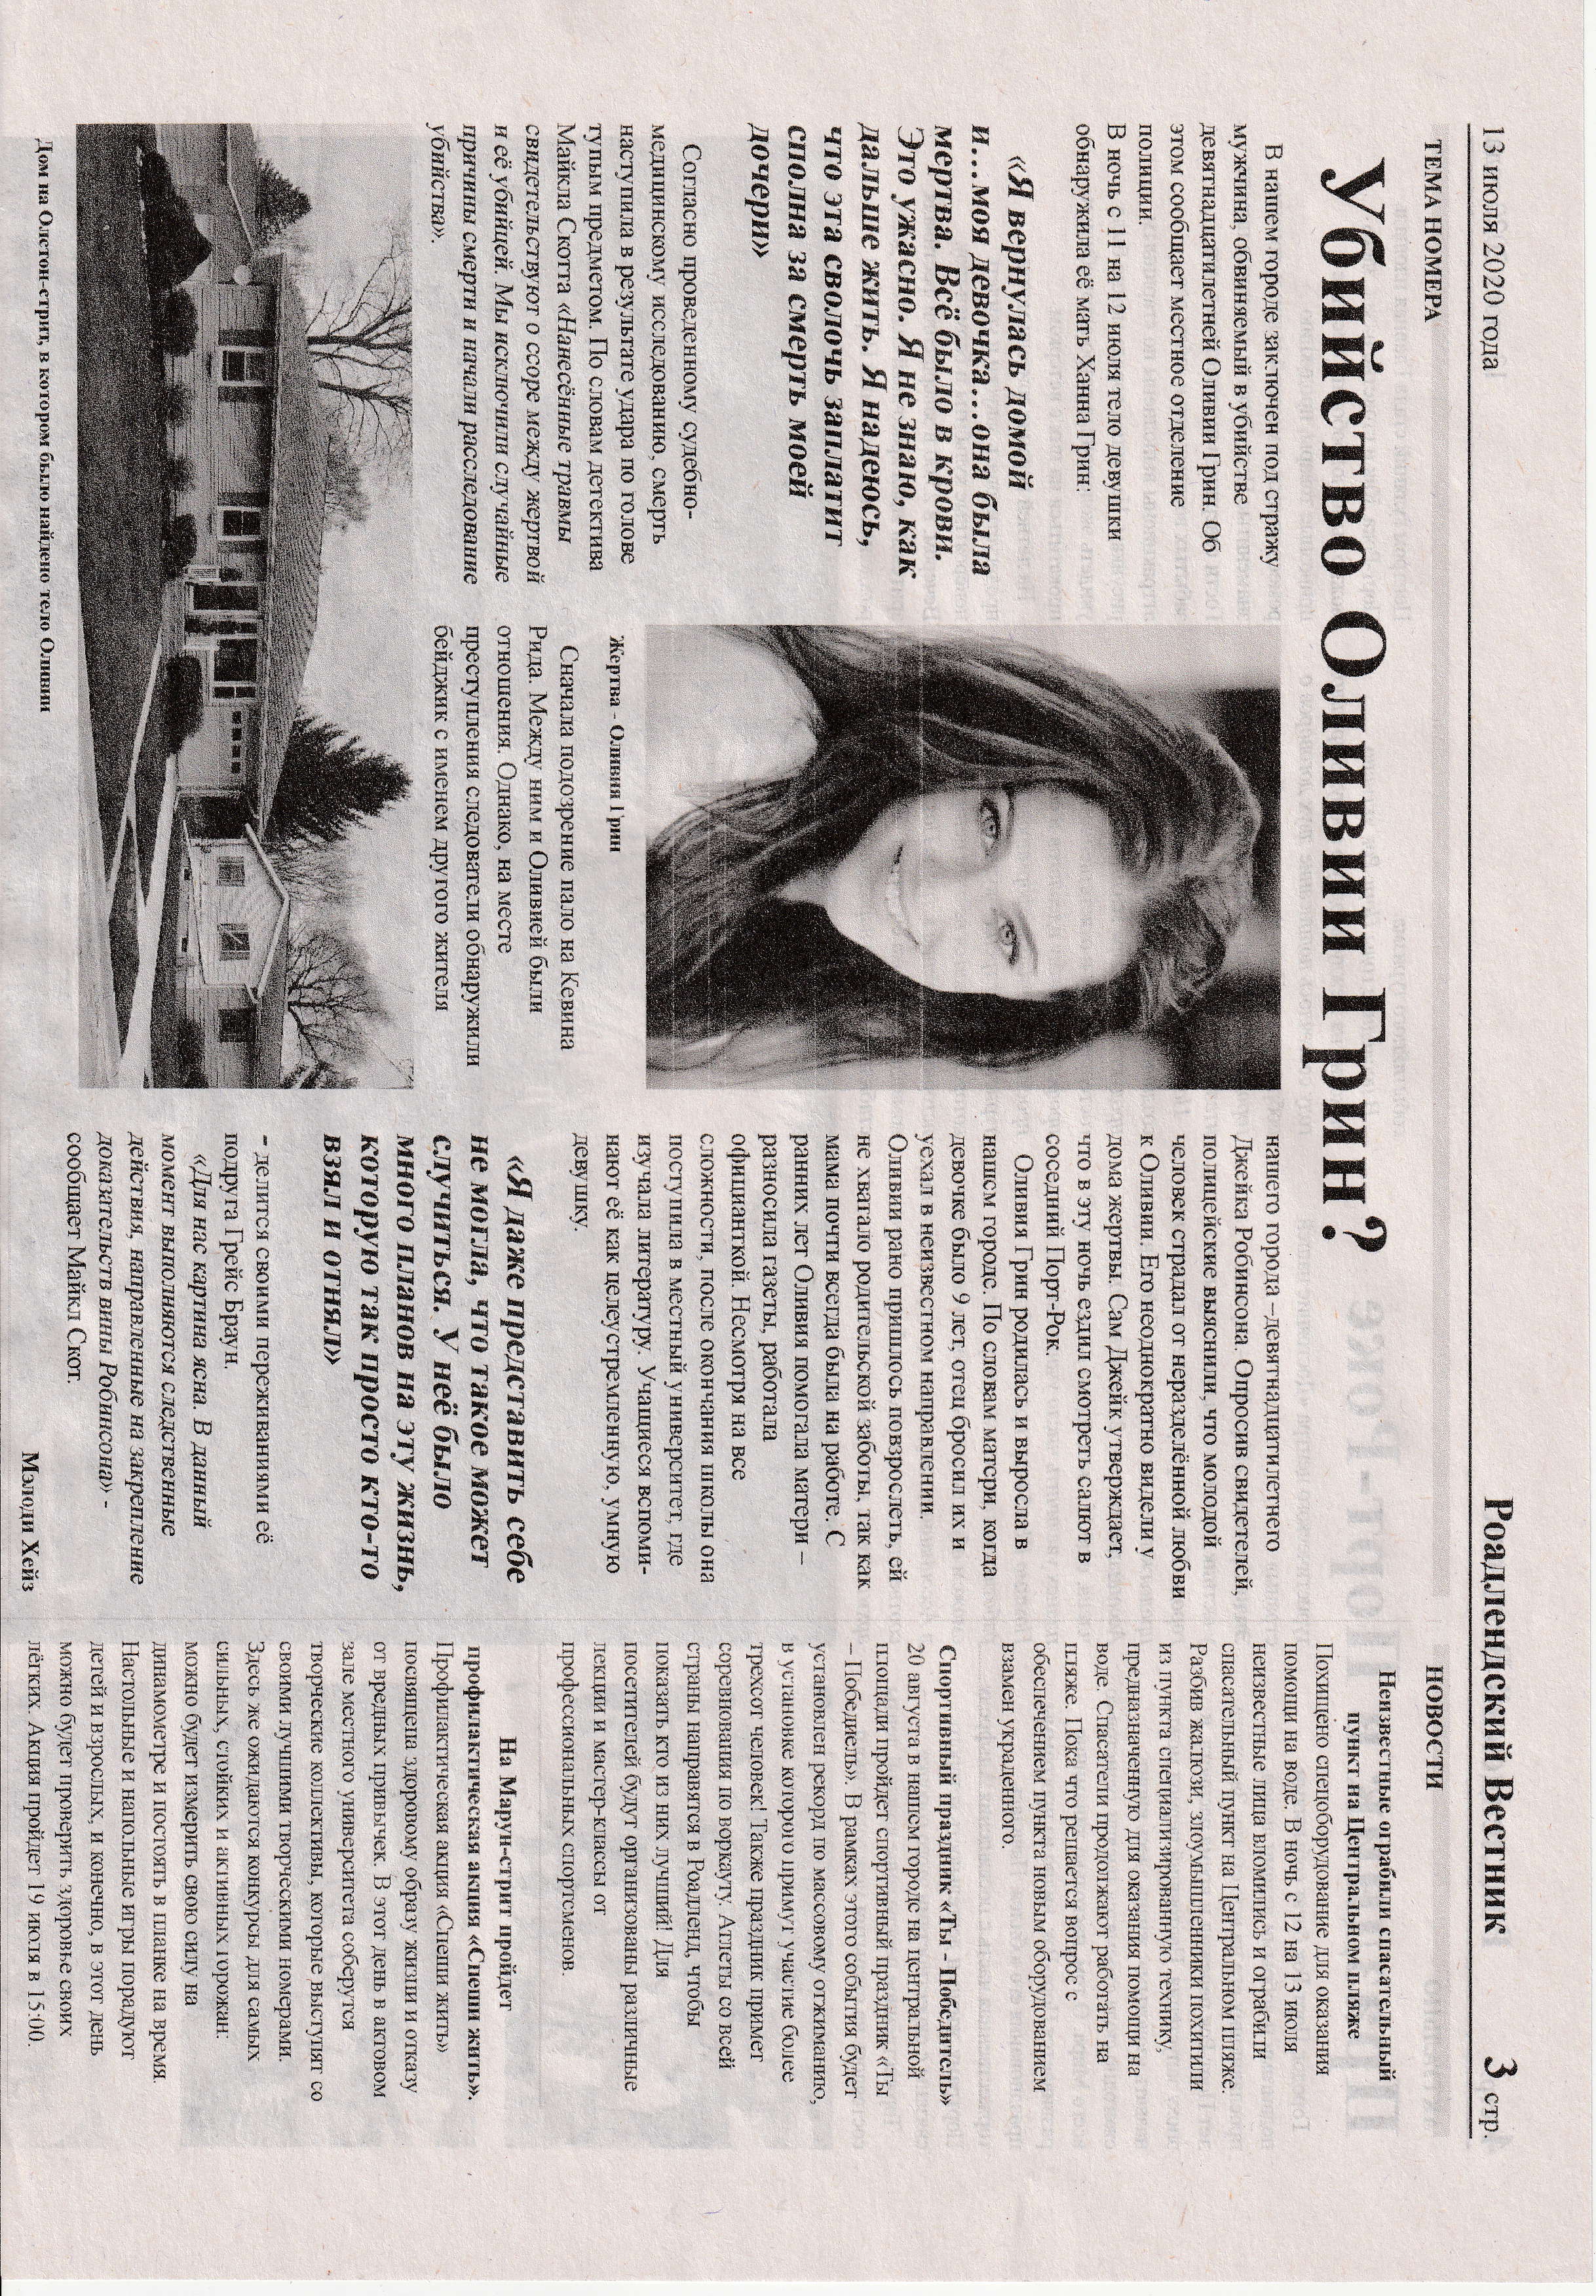 13 июля 2020 года
Роадлендский Вестник 3 стр.
ТЕМА НОМЕРА
Убийство Оливии Грин?
В нашем городе заключен под стражу
мужчина, обвиняемый в убийстве
девятнадцатилетней Оливии Грин. Об
этом сообщает местное отделение
полиции.
В ночь с 11 на 12 июля тело девушки
обнаружила её мать Ханна Грин:
«Я вернулась домой
и...моя девочка...она была
мертва. Всё было в крови.
Это ужасно. Я не знаю, как
дальше жить. Я надеюсь,
что эта сволочь заплатит
сполна за смерть моей
дочери»
Согласно проведенному судебно-
медицинскому исследованию, смерть
наступила в результате удара по голове
тупым предметом. По словам детектива
Майкла Скотта «Нанесённые травмы
свидетельствуют о ссоре между жертвой
и её убийцей. Мы исключили случайные
причины смерти и начали расследование
убийства».
Жертва - Оливия Грин
Сначала подозрение пало на Кевина
Рида. Между ним и Оливией были
отношения. Однако, на месте
преступления следователи обнаружили
бейджик с именем другого жителя
Дом на Олстон-стрит, в котором было найдено тело Оливии
нашего города –девятнадцатилетнего
Джейка Робинсона. Опросив свидетелей,
полицейские выяснили, что молодой
человек страдал от неразделённой любви
к Оливии. Его неоднократно видели у
дома жертвы. Сам Джейк утверждает,
что в эту ночь ездил смотреть салют в
соседний Порт-Рок.
Оливия Грин родилась и выросла в
нашем городе. По словам матери, когда
девочке было 9 лет, отец бросил их и
уехал в неизвестном направлении.
Оливии рано пришлось повзрослеть, ей
не хватало родительской заботы, так как
мама почти всегда была на работе. С
ранних лет Оливия помогала матери –
разносила газеты, работала
официанткой. Несмотря на все
сложности, после окончания школы она
поступила в местный университет, где
изучала литературу. Учащиеся вспоми-
нают её как целеустремленную, умную
девушку.
«Я даже представить себе
не могла, что такое может
случиться. У неё было
много планов на эту жизнь,
которую так просто кто-то
взял и отнял»
- делится своими переживаниями её
подруга Грейс Браун.
«Для нас картина ясна. В данный
момент выполняются следственные
действия, направленные на закрепление
доказательств вины Робинсона» -
сообщает Майкл Скот.
Мэлоди Хейз
НОВОСТИ
Неизвестные ограбили спасательный
пункт на Центральном пляже
Похищено спецоборудование для оказания
помощи на воде. В ночь с 12 на 13 июля
неизвестные лица вломились и ограбили
спасательный пункт на Центральном пляже.
Разбив жалюзи, злоумышленники похитили
из пункта специализированную технику,
предназначенную для оказания помощи на
воде. Спасатели продолжают работать на
пляже. Пока что решается вопрос с
обеспечением пункта новым оборудованием
взамен украденного.
Спортивный праздник «Ты - Победитель»
20 августа в нашем городе на центральной
площади пройдет спортивный праздник «Ты
– Победиель». В рамках этого события будет
установлен рекорд по массовому отжиманию,
в установке которого примут участие более
трехсот человек! Также праздник примет
соревнования по воркауту. Атлеты со всей
страны направятся в Роадленд, чтобы
показать кто из них лучший! Для
посетителей будут организованы различные
лекции и мастер-классы от
профессиональных спортсменов.
На Марун-стрит пройдет
профилактическая акция «Спеши жить».
Профилактическая акция «Спеши жить»
посвящена здоровому образу жизни и отказу
от вредных привычек. В этот день в актовом
зале местного университета соберутся
творческие коллективы, которые выступят со
своими лучшими творческими номерами.
Здесь же ожидаются конкурсы для самых
сильных, стойких и активных горожан:
можно будет измерить свою силу на
динамометре и постоять в планке на время.
Настольные и напольные игры порадуют
детей и взрослых, и конечно, в этот день
можно будет проверить здоровье своих
лёгких. Акция пройдет 19 июля в 15:00.